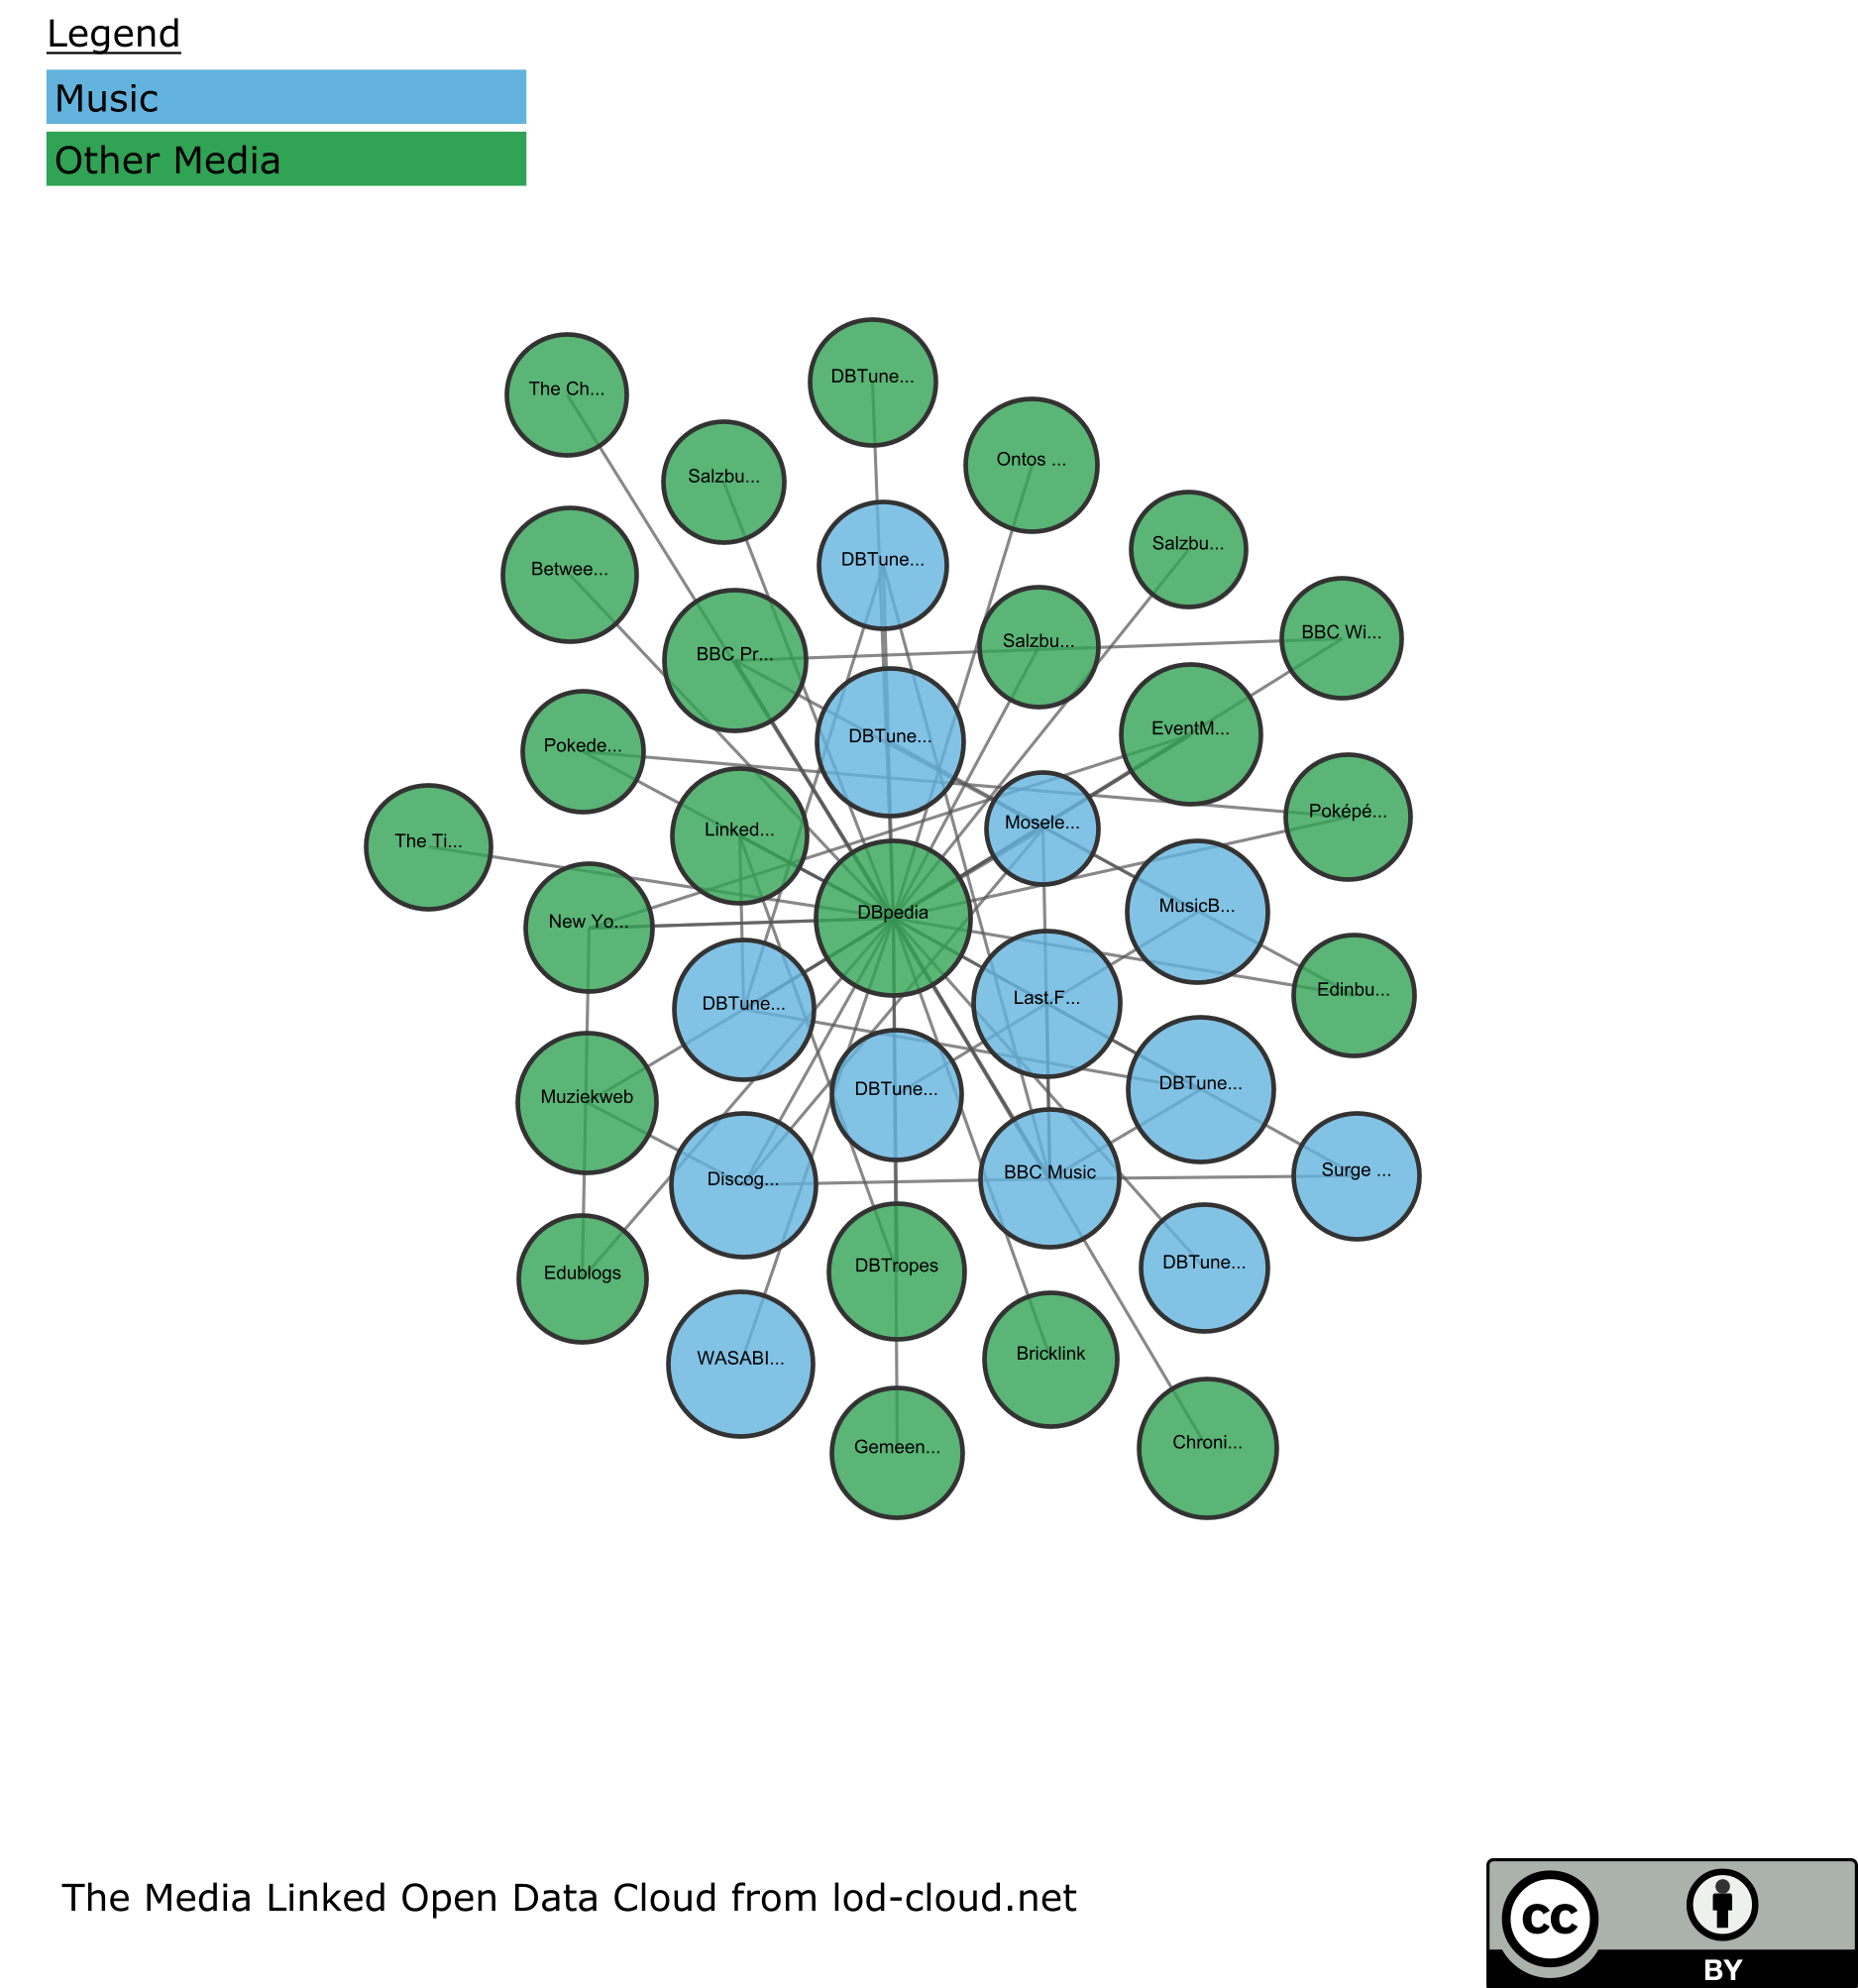 Legend
Music
Other Media
DBTune...
The Ch...
Ontos ...
Salzbu...
Salzbu...
DBTune...
Betwee...
BBC Wi...
Salzbu...
BBC Pr...
EventM...
DBTune...
Pokede...
Poképé...
Mosele...
Linked...
The Ti...
MusicB...
DBpedia
New Yo...
Edinbu...
Last.F...
DBTune...
DBTune...
DBTune...
Muziekweb
Surge ...
BBC Music
Discog...
DBTune...
DBTropes
Edublogs
Bricklink
WASABI...
Chroni...
Gemeen...
The Media Linked Open Data Cloud from lod-cloud.net
cc
BY